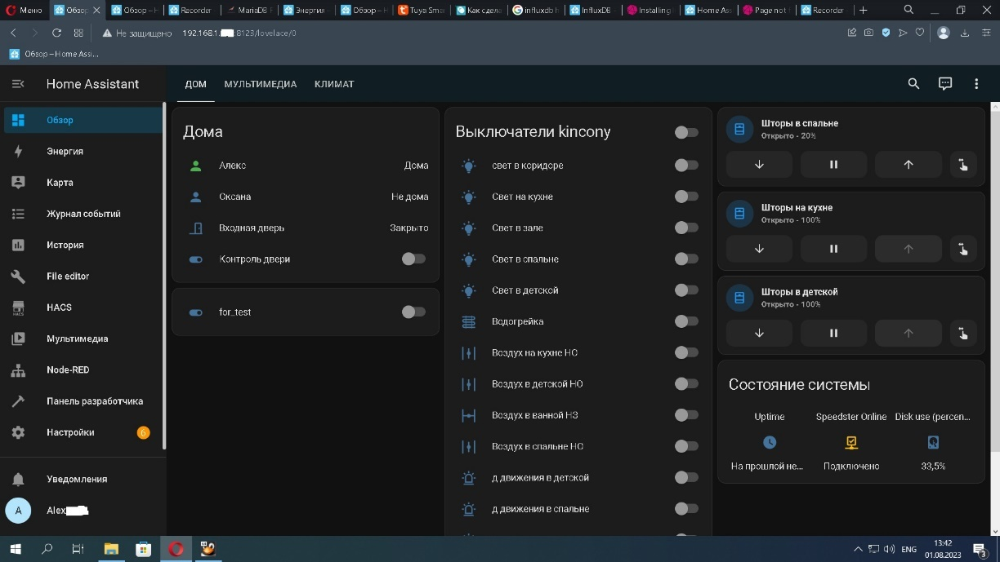 Меню
Обзор
Обзор – H
Recorder
MariaDB F
Энергия
Обзор – H
Tuya Sma
Как сдела
influxdb h
InfluxDB –
Installing
Home Ass
Page not f
Recorder
Не защищено 192.168.1. :8123/lovelace/0
Обзор – Home Assi...
Home Assistant
ДОМ МУЛЬТИМЕДИА КЛИМАТ
Обзор
Энергия
Карта
Журнал событий
История
File editor
HACS
HACS
Мультимедиа
Node-RED
Панель разработчика
Настройки 6
Уведомления
A Alex
Дома
Алекс Дома
Оксана Не дома
Входная дверь Закрыто
Контроль двери
for_test
Выключатели kincony
свет в коридоре
Свет на кухне
Свет в зале
Свет в спальне
Свет в детской
Водогрейка
Воздух на кухне НО
Воздух в детской НО
Воздух в ванной НЗ
Воздух в спальне НО
д движения в детской
д движения в спальне
Шторы в спальне
Открыто - 20%
Шторы на кухне
Открыто - 100%
Шторы в детской
Открыто - 100%
Состояние системы
Uptime Speedster Online Disk use (percen...
На прошлой не... Подключено 33,5%
ENG
13:42
01.08.2023
3